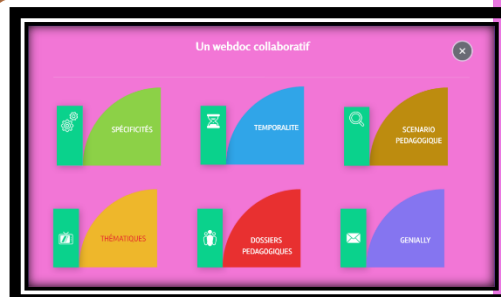 Un webdoc collaboratif
SPÉCIFICITÉS
TEMPORALITE
SCENARIO
PEDAGOGIQUE
THÉMATIQUES
DOSSIERS
PEDAGOGIQUES
GENIALLY